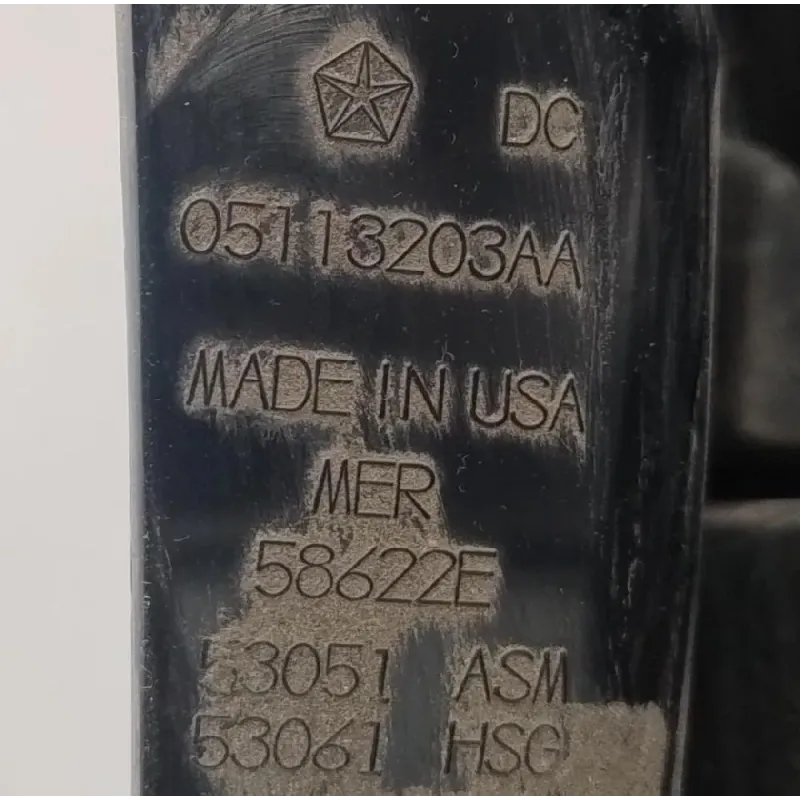 DC
05113203AA
MADE IN USA
MER
58622E
53051 ASM
53061 HSG